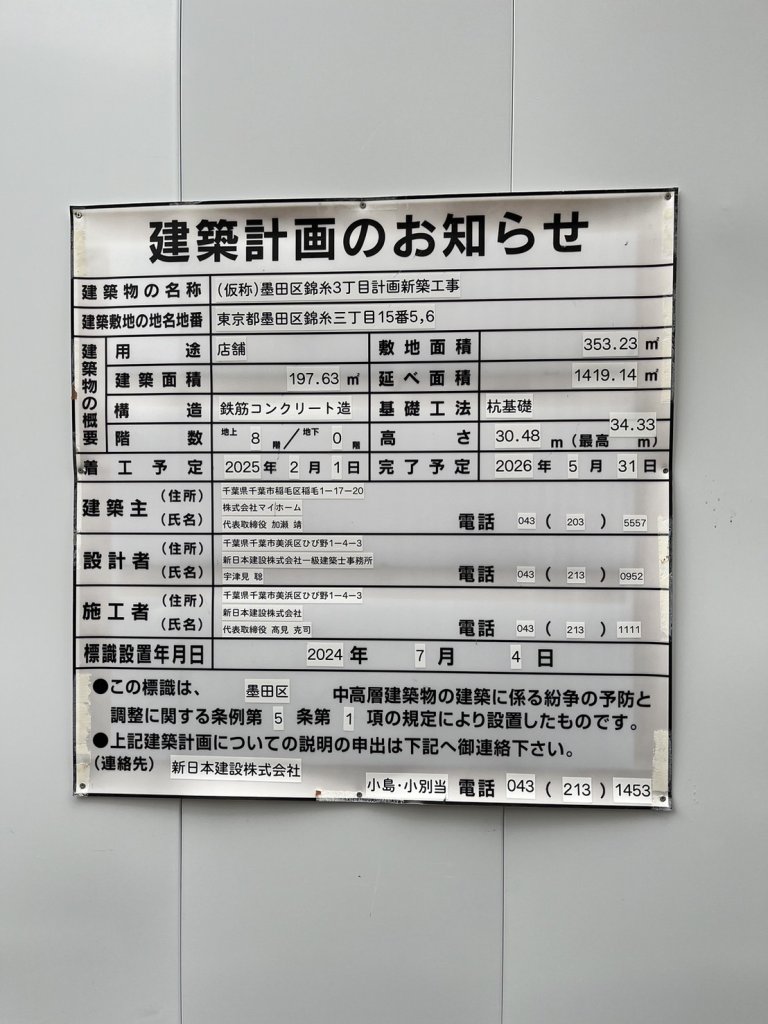 建築計画のお知らせ
建築物の名称 (仮称)墨田区錦糸3丁目計画新築工事
建築敷地の地名地番 東京都墨田区錦糸三丁目15番5,6
建築物の概要
用途 店舗 敷地面積 353.23 ㎡
建築面積 197.63 ㎡ 延べ面積 1419.14 ㎡
構造 鉄筋コンクリート造 基礎工法 杭基礎
階数 地上 8 階/地下 0 階 高さ 30.48 m (最高 34.33 m)
着工予定 2025年 2月 1日 完了予定 2026年 5月 31日
建築主 (住所) 千葉県千葉市稲毛区稲毛1-17-20
株式会社マイホーム
(氏名) 代表取締役 加瀬 靖 電話 043 ( 203 ) 5557
設計者 (住所) 千葉県千葉市美浜区ひび野1-4-3
新日本建設株式会社一級建築士事務所
(氏名) 宇津見 聡 電話 043 ( 213 ) 0952
施工者 (住所) 千葉県千葉市美浜区ひび野1-4-3
新日本建設株式会社
(氏名) 代表取締役 髙見 克司 電話 043 ( 213 ) 1111
標識設置年月日 2024 年 7 月 4 日
●この標識は、 墨田区 中高層建築物の建築に係る紛争の予防と
調整に関する条例第 5 条第 1 項の規定により設置したものです。
●上記建築計画についての説明の申出は下記へ御連絡下さい。
(連絡先) 新日本建設株式会社
小島・小別当 電話 043 ( 213 ) 1453